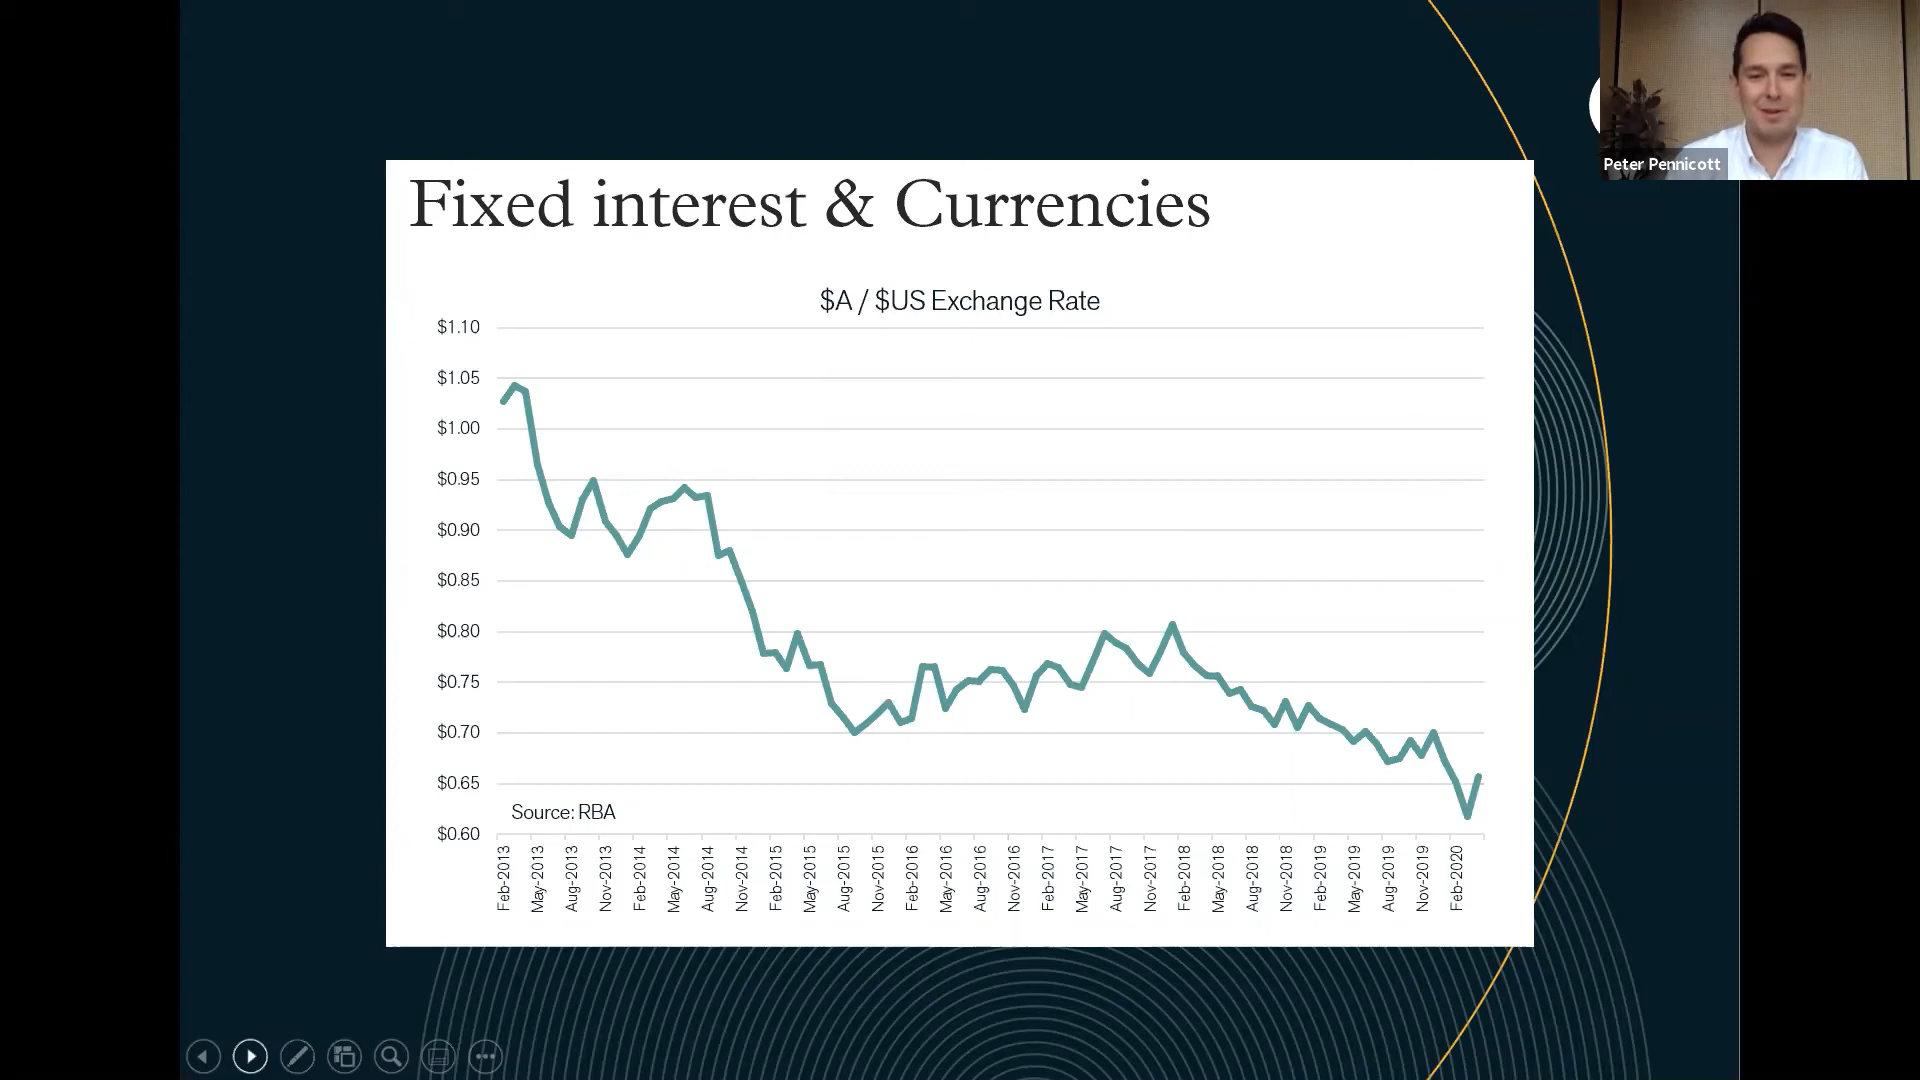 Peter Pennicott
Fixed interest & Currencies
$A / $US Exchange Rate
$1.10
$1.05
$1.00
$0.95
$0.90
$0.85
$0.80
$0.75
$0.70
$0.65
$0.60
Source: RBA
Feb-2013
May-2013
Aug-2013
Nov-2013
Feb-2014
May-2014
Aug-2014
Nov-2014
Feb-2015
May-2015
Aug-2015
Nov-2015
Feb-2016
May-2016
Aug-2016
Nov-2016
Feb-2017
May-2017
Aug-2017
Nov-2017
Feb-2018
May-2018
Aug-2018
Nov-2018
Feb-2019
May-2019
Aug-2019
Nov-2019
Feb-2020